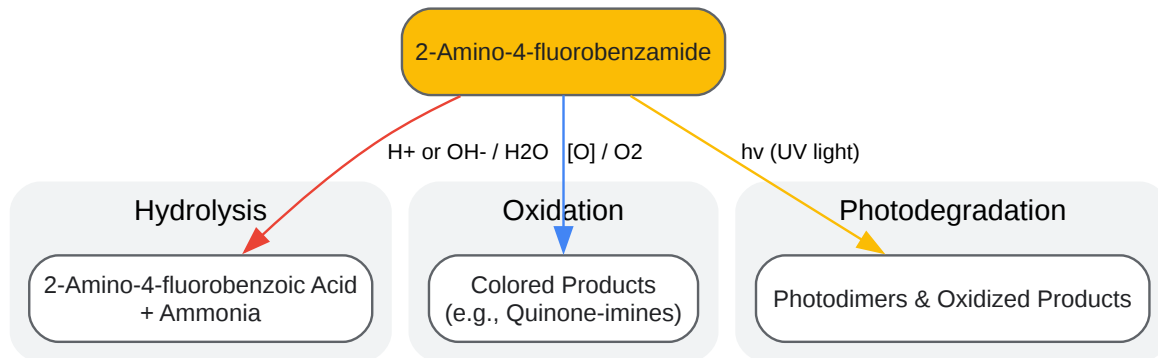 2-Amino-4-fluorobenzamide
H+ or OH- / H2O
[O] / O2
hv (UV light)
Hydrolysis
Oxidation
Photodegradation
2-Amino-4-fluorobenzoic Acid
+ Ammonia
Colored Products
(e.g., Quinone-imines)
Photodimers & Oxidized Products